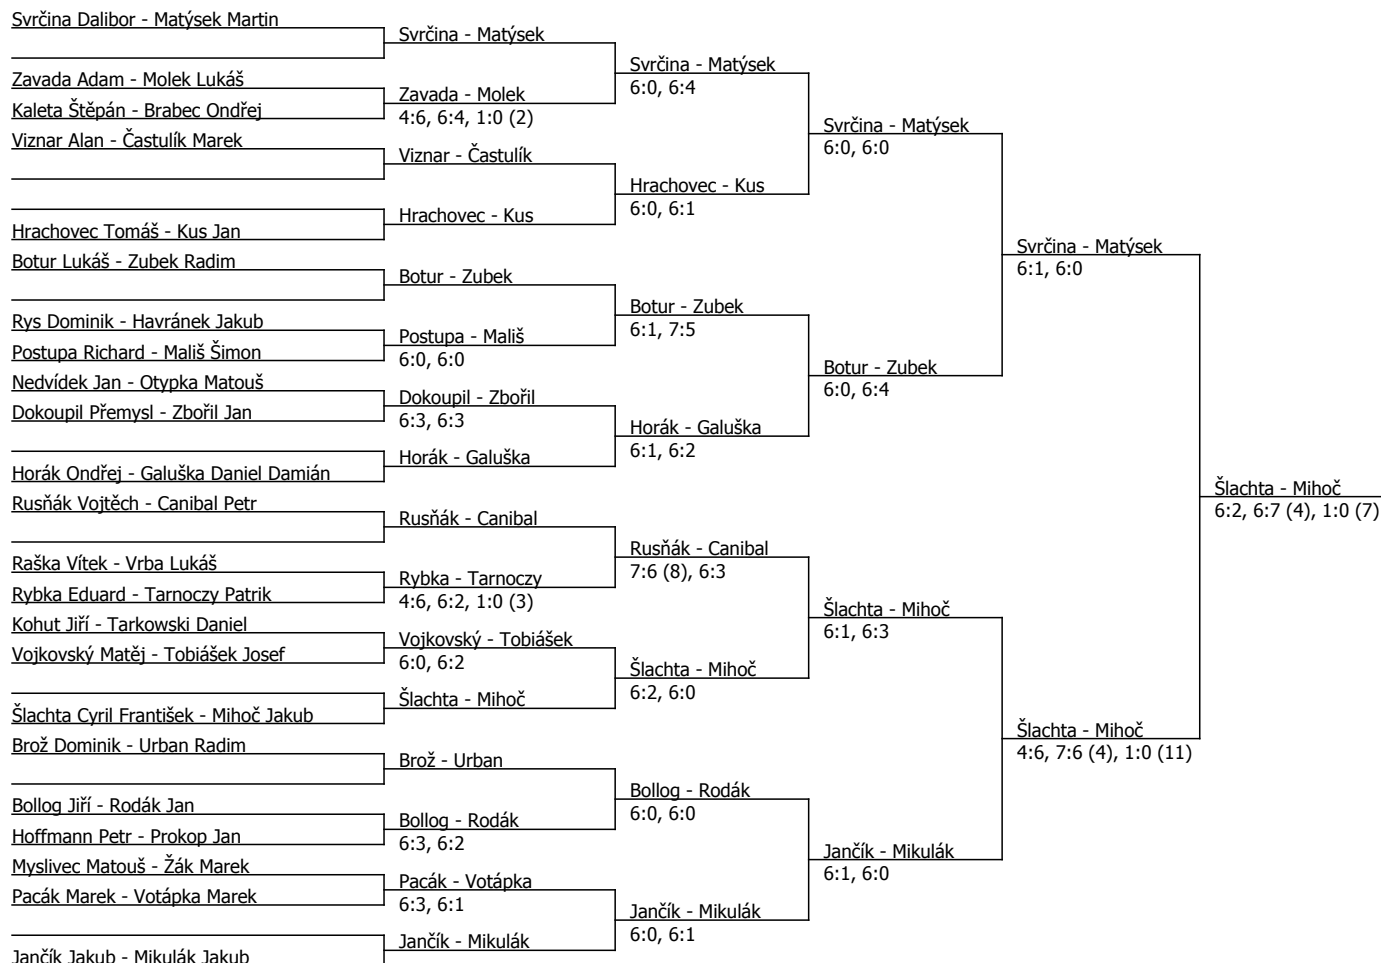 Svrčina Dalibor - Matýsek Martin
Zavada Adam - Molek Lukáš
Kaleta Štěpán - Brabec Ondřej
Viznar Alan - Častulík Marek
Hrachovec Tomáš - Kus Jan
Botur Lukáš - Zubek Radim
Rys Dominik - Havránek Jakub
Postupa Richard - Mališ Šimon
Nedvídek Jan - Otypka Matouš
Dokoupil Přemysl - Zbořil Jan
Horák Ondřej - Galuška Daniel Damián
Rusňák Vojtěch - Canibal Petr
Raška Vítek - Vrba Lukáš
Rybka Eduard - Tarnoczy Patrik
Kohut Jiří - Tarkowski Daniel
Vojkovský Matěj - Tobiášek Josef
Šlachta Cyril František - Mihoč Jakub
Brož Dominik - Urban Radim
Bollog Jiří - Rodák Jan
Hoffmann Petr - Prokop Jan
Myslivec Matouš - Žák Marek
Pacák Marek - Votápka Marek
Jančík Jakub - Mikulák Jakub
Svrčina - Matýsek
Zavada - Molek
4:6, 6:4, 1:0 (2)
Viznar - Častulík
Hrachovec - Kus
Botur - Zubek
Postupa - Mališ
6:0, 6:0
Dokoupil - Zbořil
6:3, 6:3
Horák - Galuška
Rusňák - Canibal
Rybka - Tarnoczy
4:6, 6:2, 1:0 (3)
Vojkovský - Tobiášek
6:0, 6:2
Šlachta - Mihoč
Brož - Urban
Bollog - Rodák
6:3, 6:2
Pacák - Votápka
6:3, 6:1
Jančík - Mikulák
Svrčina - Matýsek
6:0, 6:4
Hrachovec - Kus
6:0, 6:1
Botur - Zubek
6:1, 7:5
Horák - Galuška
6:1, 6:2
Rusňák - Canibal
7:6 (8), 6:3
Šlachta - Mihoč
6:2, 6:0
Bollog - Rodák
6:0, 6:0
Jančík - Mikulák
6:0, 6:1
Svrčina - Matýsek
6:0, 6:0
Botur - Zubek
6:0, 6:4
Šlachta - Mihoč
6:1, 6:3
Jančík - Mikulák
6:1, 6:0
Svrčina - Matýsek
6:1, 6:0
Šlachta - Mihoč
4:6, 7:6 (4), 1:0 (11)
Šlachta - Mihoč
6:2, 6:7 (4), 1:0 (7)